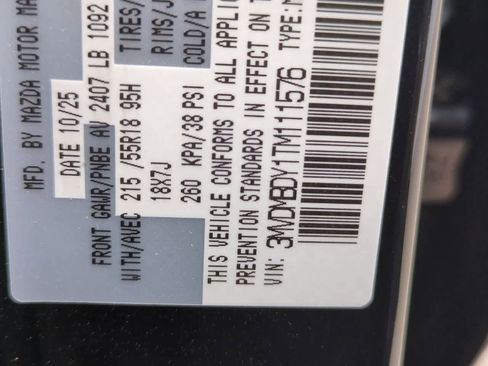 MFD. BY MAZDA MOTOR MA
DATE 10/25
FRONT GAWR/PNBE AV 2407 LB 1092
WITH/AVEC 215 /55R18 95H TIRES/
18X7J RIMS/J
260 KPA/38 PSI COLD/A
THIS VEHICLE CONFORMS TO ALL APPLIC
PREVENTION STANDARDS IN EFFECT ON
VIN: 3MVDMBDY1TM111576 TYPE:M